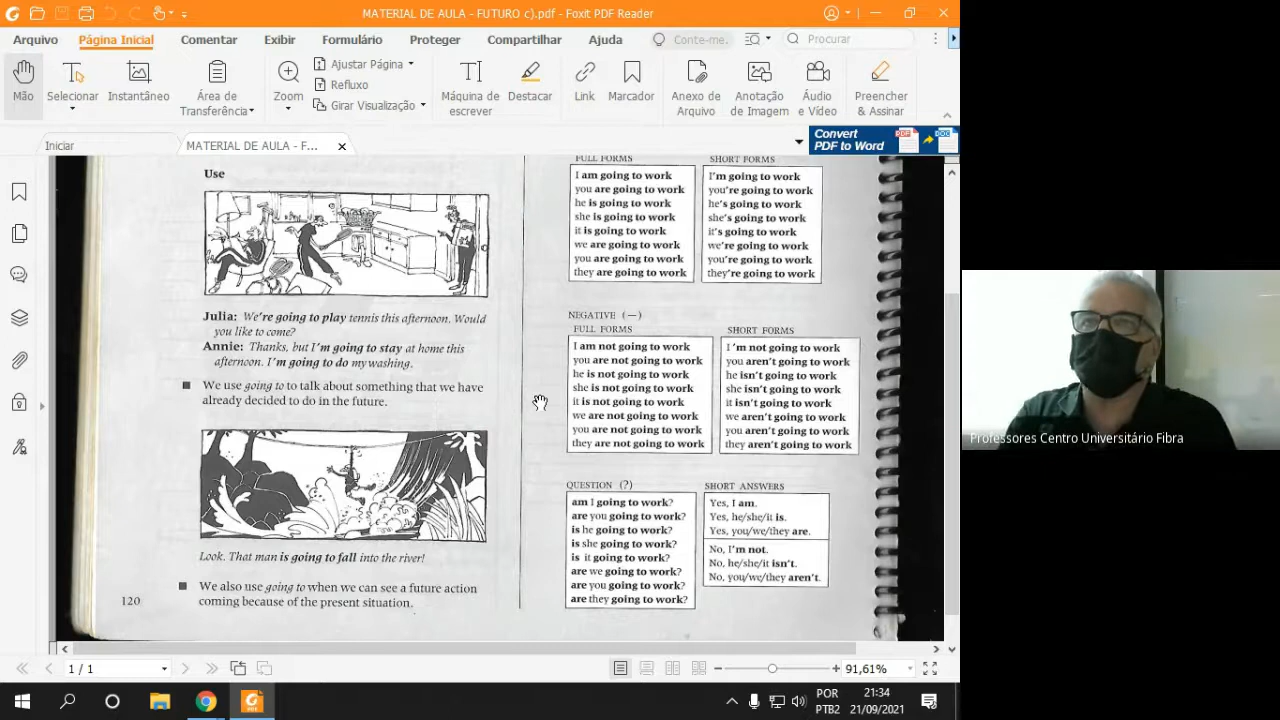 MATERIAL DE AULA - FUTURO c).pdf - Foxit PDF Reader
Arquivo
Página Inicial
Comentar
Exibir
Formulário
Proteger
Compartilhar
Ajuda
Conte-me.
Procurar
Mão
Selecionar
Instantâneo
Área de
Transferência
Zoom
Ajustar Página
Refluxo
Girar Visualização
Máquina de
escrever
Destacar
Link
Marcador
Anexo de
Arquivo
Anotação
de Imagem
Áudio
e Vídeo
Preencher
& Assinar
Iniciar
MATERIAL DE AULA - F...
Convert
PDF to Word
Use
Julia: We're going to play tennis this afternoon. Would
you like to come?
Annie: Thanks, but I'm going to stay at home this
afternoon. I'm going to do my washing.
We use going to to talk about something that we have
already decided to do in the future.
Look. That man is going to fall into the river!
We also use going to when we can see a future action
coming because of the present situation.
120
FULL FORMS
I am going to work
you are going to work
he is going to work
she is going to work
it is going to work
we are going to work
you are going to work
they are going to work
SHORT FORMS
I'm going to work
you're going to work
he's going to work
she's going to work
it's going to work
we're going to work
you're going to work
they're going to work
NEGATIVE (—)
FULL FORMS
I am not going to work
you are not going to work
he is not going to work
she is not going to work
it is not going to work
we are not going to work
you are not going to work
they are not going to work
SHORT FORMS
I 'm not going to work
you aren't going to work
he isn't going to work
she isn't going to work
it isn't going to work
we aren't going to work
you aren't going to work
they aren't going to work
QUESTION (?)
am I going to work?
are you going to work?
is he going to work?
is she going to work?
is it going to work?
are we going to work?
are you going to work?
are they going to work?
SHORT ANSWERS
Yes, I am.
Yes, he/she/it is.
Yes, you/we/they are.
No, I'm not.
No, he/she/it isn't.
No, you/we/they aren't.
Professores Centro Universitário Fibra
1 / 1
91,61%
POR
PTB2
21:34
21/09/2021